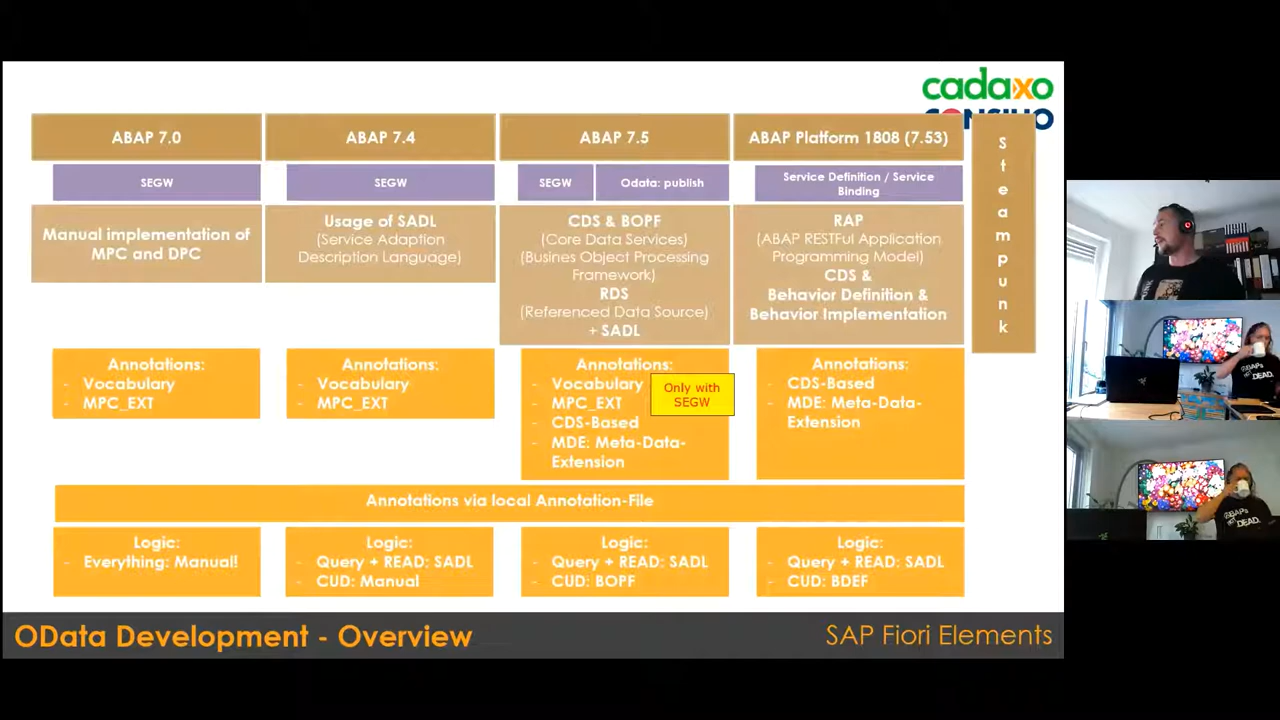 cadaxo
CONSILIO
ABAP 7.0
ABAP 7.4
ABAP 7.5
ABAP Platform 1808 (7.53)
Steampunk
SEGW
SEGW
SEGW
Odata: publish
Service Definition / Service
Binding
Manual implementation of
MPC and DPC
Usage of SADL
(Service Adaption
Description Language)
CDS & BOPF
(Core Data Services)
(Busines Object Processing
Framework)
RDS
(Referenced Data Source)
+ SADL
RAP
(ABAP RESTFul Application
Programming Model)
CDS &
Behavior Definition &
Behavior Implementation
Annotations:
- Vocabulary
- MPC_EXT
Annotations:
- Vocabulary
- MPC_EXT
Annotations:
- Vocabulary
- MPC_EXT
- CDS-Based
- MDE: Meta-Data-
Extension
Only with
SEGW
Annotations:
- CDS-Based
- MDE: Meta-Data-
Extension
Annotations via local Annotation-File
Logic:
- Everything: Manual!
Logic:
- Query + READ: SADL
- CUD: Manual
Logic:
- Query + READ: SADL
- CUD: BOPF
Logic:
- Query + READ: SADL
- CUD: BDEF
OData Development - Overview
SAP Fiori Elements
DEAD.
DEAD.